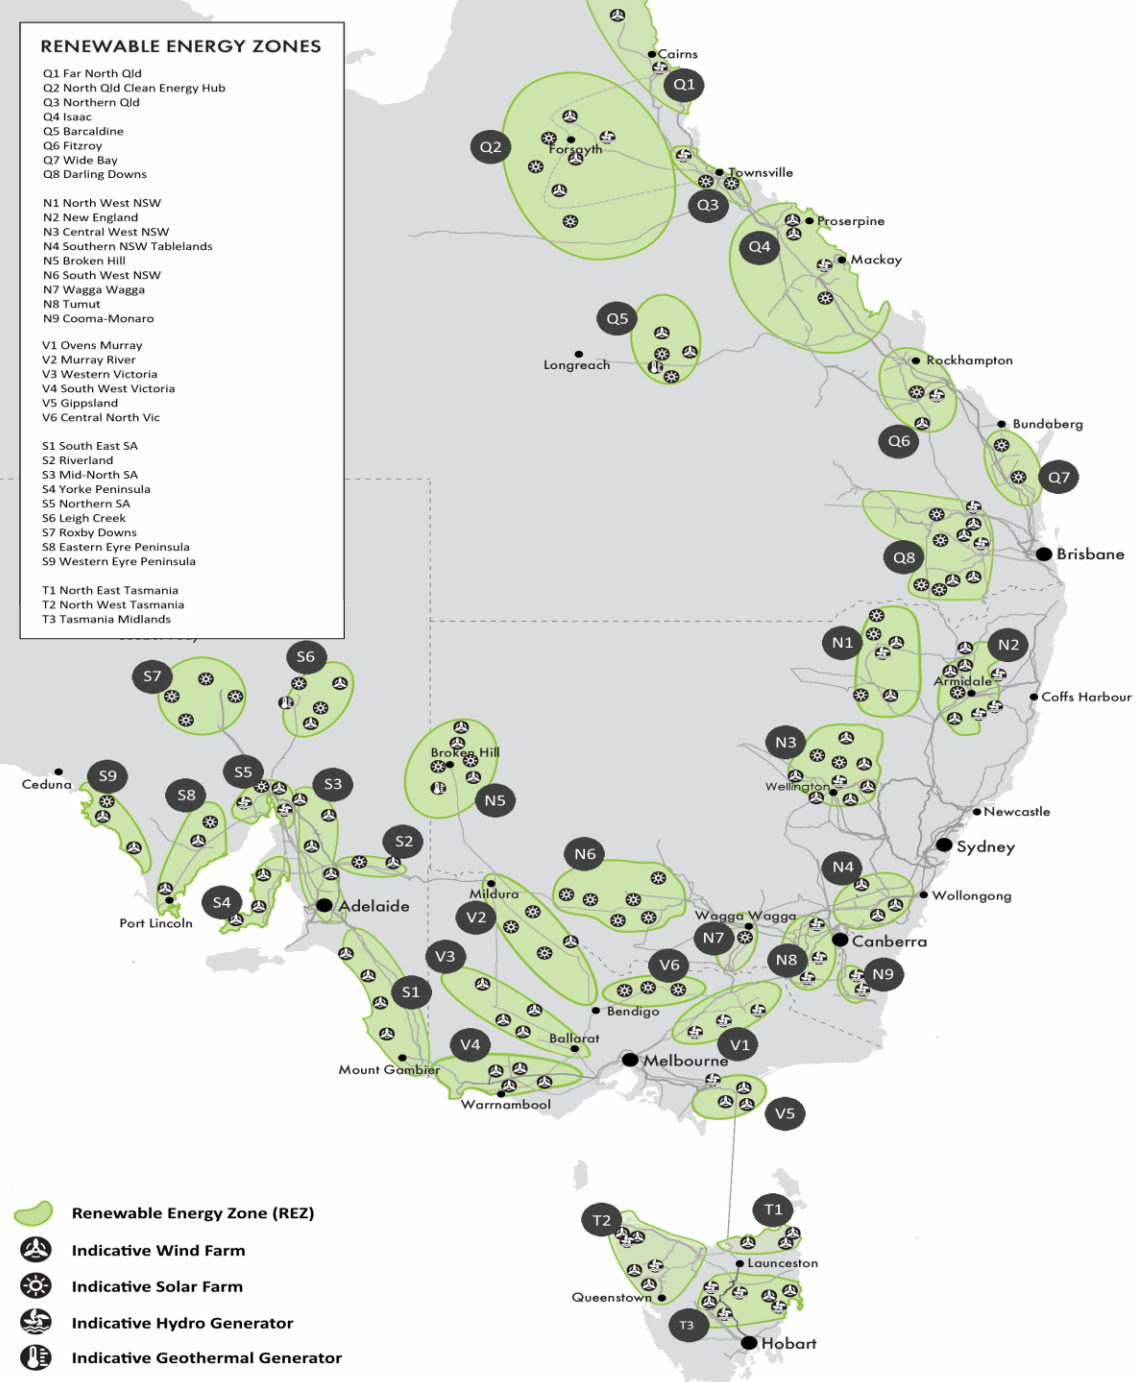 RENEWABLE ENERGY ZONES
Q1 Far North Qld
Q2 North Qld Clean Energy Hub
Q3 Northern Qld
Q4 Isaac
Q5 Barcaldine
Q6 Fitzroy
Q7 Wide Bay
Q8 Darling Downs
N1 North West NSW
N2 New England
N3 Central West NSW
N4 Southern NSW Tablelands
N5 Broken Hill
N6 South West NSW
N7 Wagga Wagga
N8 Tumut
N9 Cooma-Monaro
V1 Ovens Murray
V2 Murray River
V3 Western Victoria
V4 South West Victoria
V5 Gippsland
V6 Central North Vic
S1 South East SA
S2 Riverland
S3 Mid-North SA
S4 Yorke Peninsula
S5 Northern SA
S6 Leigh Creek
S7 Roxby Downs
S8 Eastern Eyre Peninsula
S9 Western Eyre Peninsula
T1 North East Tasmania
T2 North West Tasmania
T3 Tasmania Midlands
Cairns
Q1
Q2
Forsayth
Townsville
Q3
Proserpine
Q4
Mackay
Q5
Longreach
Rockhampton
Q6
Bundaberg
Q7
Q8
Brisbane
N1
N2
Armidale
Coffs Harbour
S7
S6
Broken Hill
N5
N3
Wellington
Newcastle
Sydney
Ceduna
S9
S8
S5
S3
S2
S4
Port Lincoln
Adelaide
N6
N4
Wollongong
Mildura
V2
Wagga Wagga
N7
Canberra
N8
N9
V3
V6
S1
Bendigo
V4
Ballarat
V1
Mount Gambier
Melbourne
Warrnambool
V5
T2
T1
Launceston
Queenstown
T3
Hobart
Renewable Energy Zone (REZ)
Indicative Wind Farm
Indicative Solar Farm
Indicative Hydro Generator
Indicative Geothermal Generator